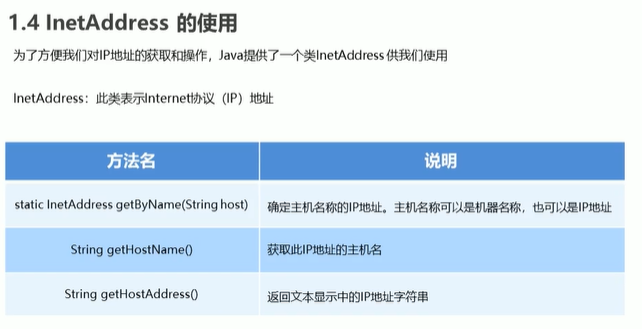 1.4 InetAddress 的使用
为了方便我们对IP地址的获取和操作，Java提供了一个类InetAddress 供我们使用
InetAddress：此类表示Internet协议（IP）地址
方法名 说明
static InetAddress getByName(String host) 确定主机名称的IP地址。主机名称可以是机器名称，也可以是IP地址
String getHostName() 获取此IP地址的主机名
String getHostAddress() 返回文本显示中的IP地址字符串